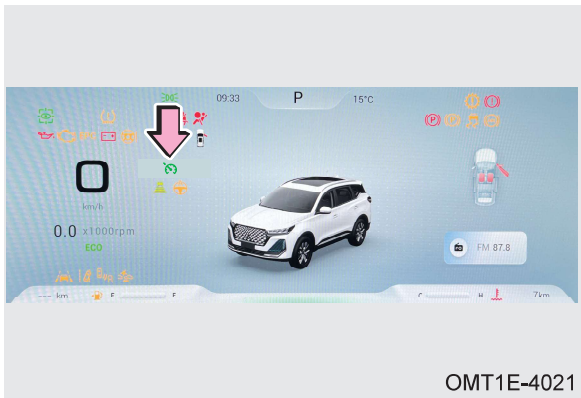 09:33 P 15°C
0
km/h
0.0 x1000rpm
ECO
FM 87.8
--- km E F C H 7km
OMT1E-4021